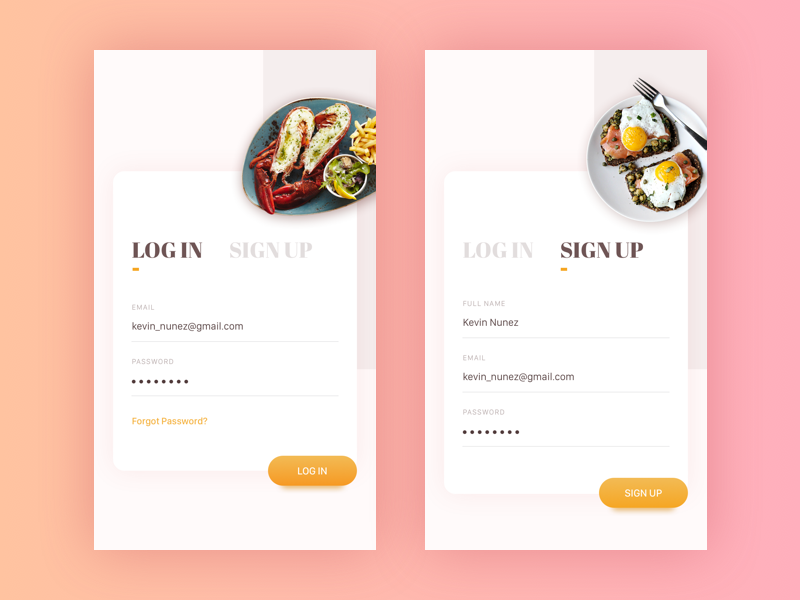 LOG IN SIGN UP
EMAIL
kevin_nunez@gmail.com
PASSWORD
Forgot Password?
LOG IN
LOG IN SIGN UP
FULL NAME
Kevin Nunez
EMAIL
kevin_nunez@gmail.com
PASSWORD
SIGN UP